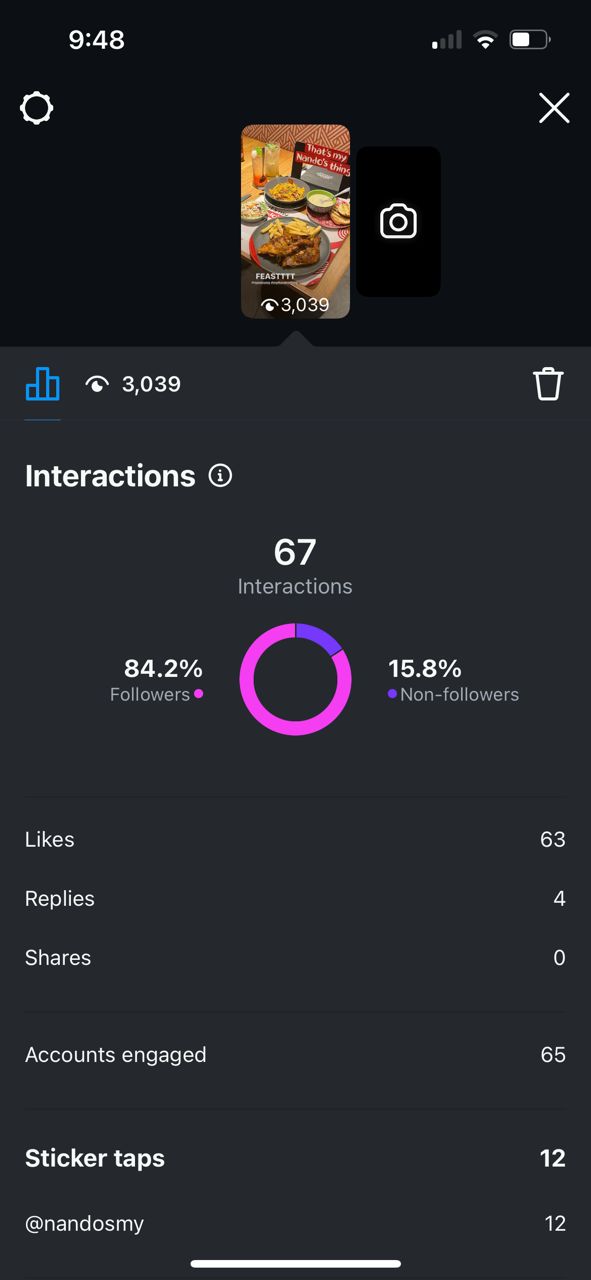 9:48
That's my
Nando's thing
FEASTTTT
3,039
3,039
Interactions
67
Interactions
84.2%
Followers
15.8%
Non-followers
Likes 63
Replies 4
Shares 0
Accounts engaged 65
Sticker taps 12
@nandosmy 12